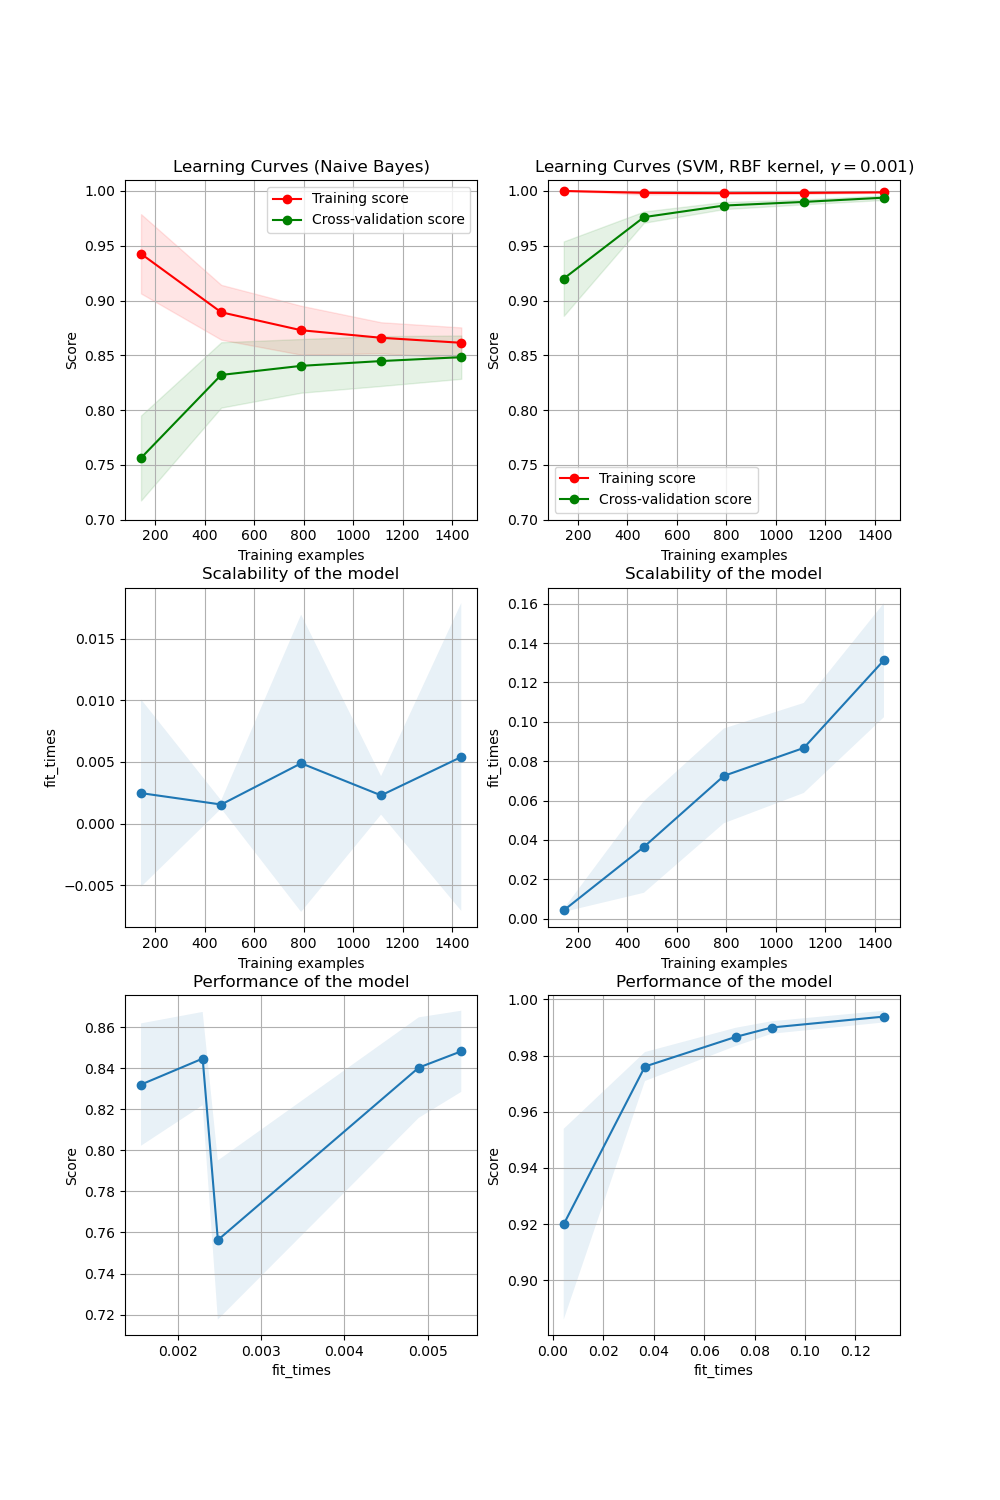 Learning Curves (Naive Bayes)
Learning Curves (SVM, RBF kernel, γ = 0.001)
1.00
0.95
0.90
0.85
0.80
0.75
0.70
Score
Training score
Cross-validation score
200 400 600 800 1000 1200 1400
Training examples
1.00
0.95
0.90
0.85
0.80
0.75
0.70
Score
Training score
Cross-validation score
200 400 600 800 1000 1200 1400
Training examples
Scalability of the model
0.015
0.010
0.005
0.000
−0.005
fit_times
200 400 600 800 1000 1200 1400
Training examples
Scalability of the model
0.16
0.14
0.12
0.10
0.08
0.06
0.04
0.02
0.00
fit_times
200 400 600 800 1000 1200 1400
Training examples
Performance of the model
0.86
0.84
0.82
0.80
0.78
0.76
0.74
0.72
Score
0.002 0.003 0.004 0.005
fit_times
Performance of the model
1.00
0.98
0.96
0.94
0.92
0.90
Score
0.00 0.02 0.04 0.06 0.08 0.10 0.12
fit_times